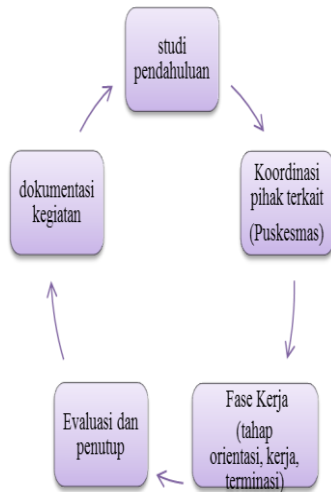 studi
pendahuluan
Koordinasi
pihak terkait
(Puskesmas)
Fase Kerja
(tahap
orientasi, kerja,
terminasi)
Evaluasi dan
penutup
dokumentasi
kegiatan